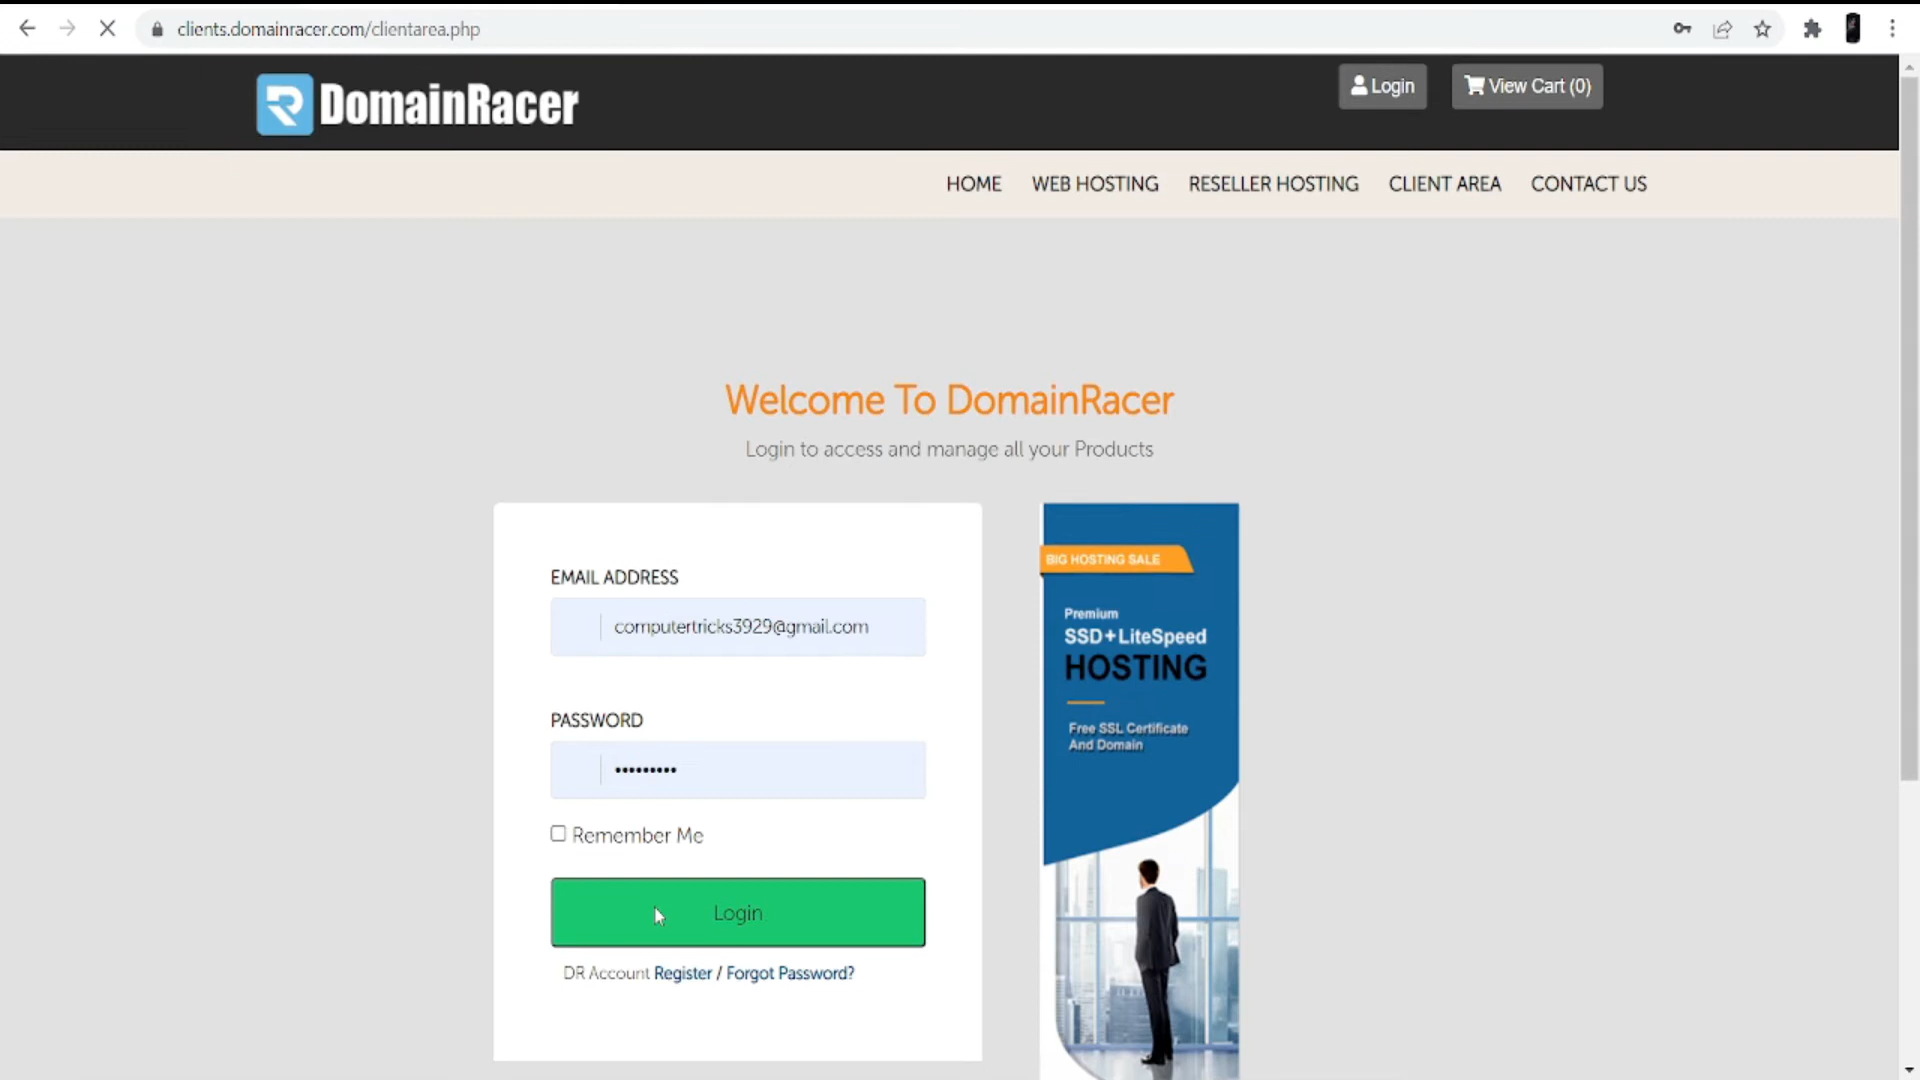 clients.domainracer.com/clientarea.php
DomainRacer
Login
View Cart (0)
HOME WEB HOSTING RESELLER HOSTING CLIENT AREA CONTACT US
Welcome To DomainRacer
Login to access and manage all your Products
EMAIL ADDRESS
computertricks3929@gmail.com
PASSWORD
•••••••••
Remember Me
Login
DR Account Register / Forgot Password?
BIG HOSTING SALE
Premium
SSD+LiteSpeed
HOSTING
Free SSL Certificate
And Domain